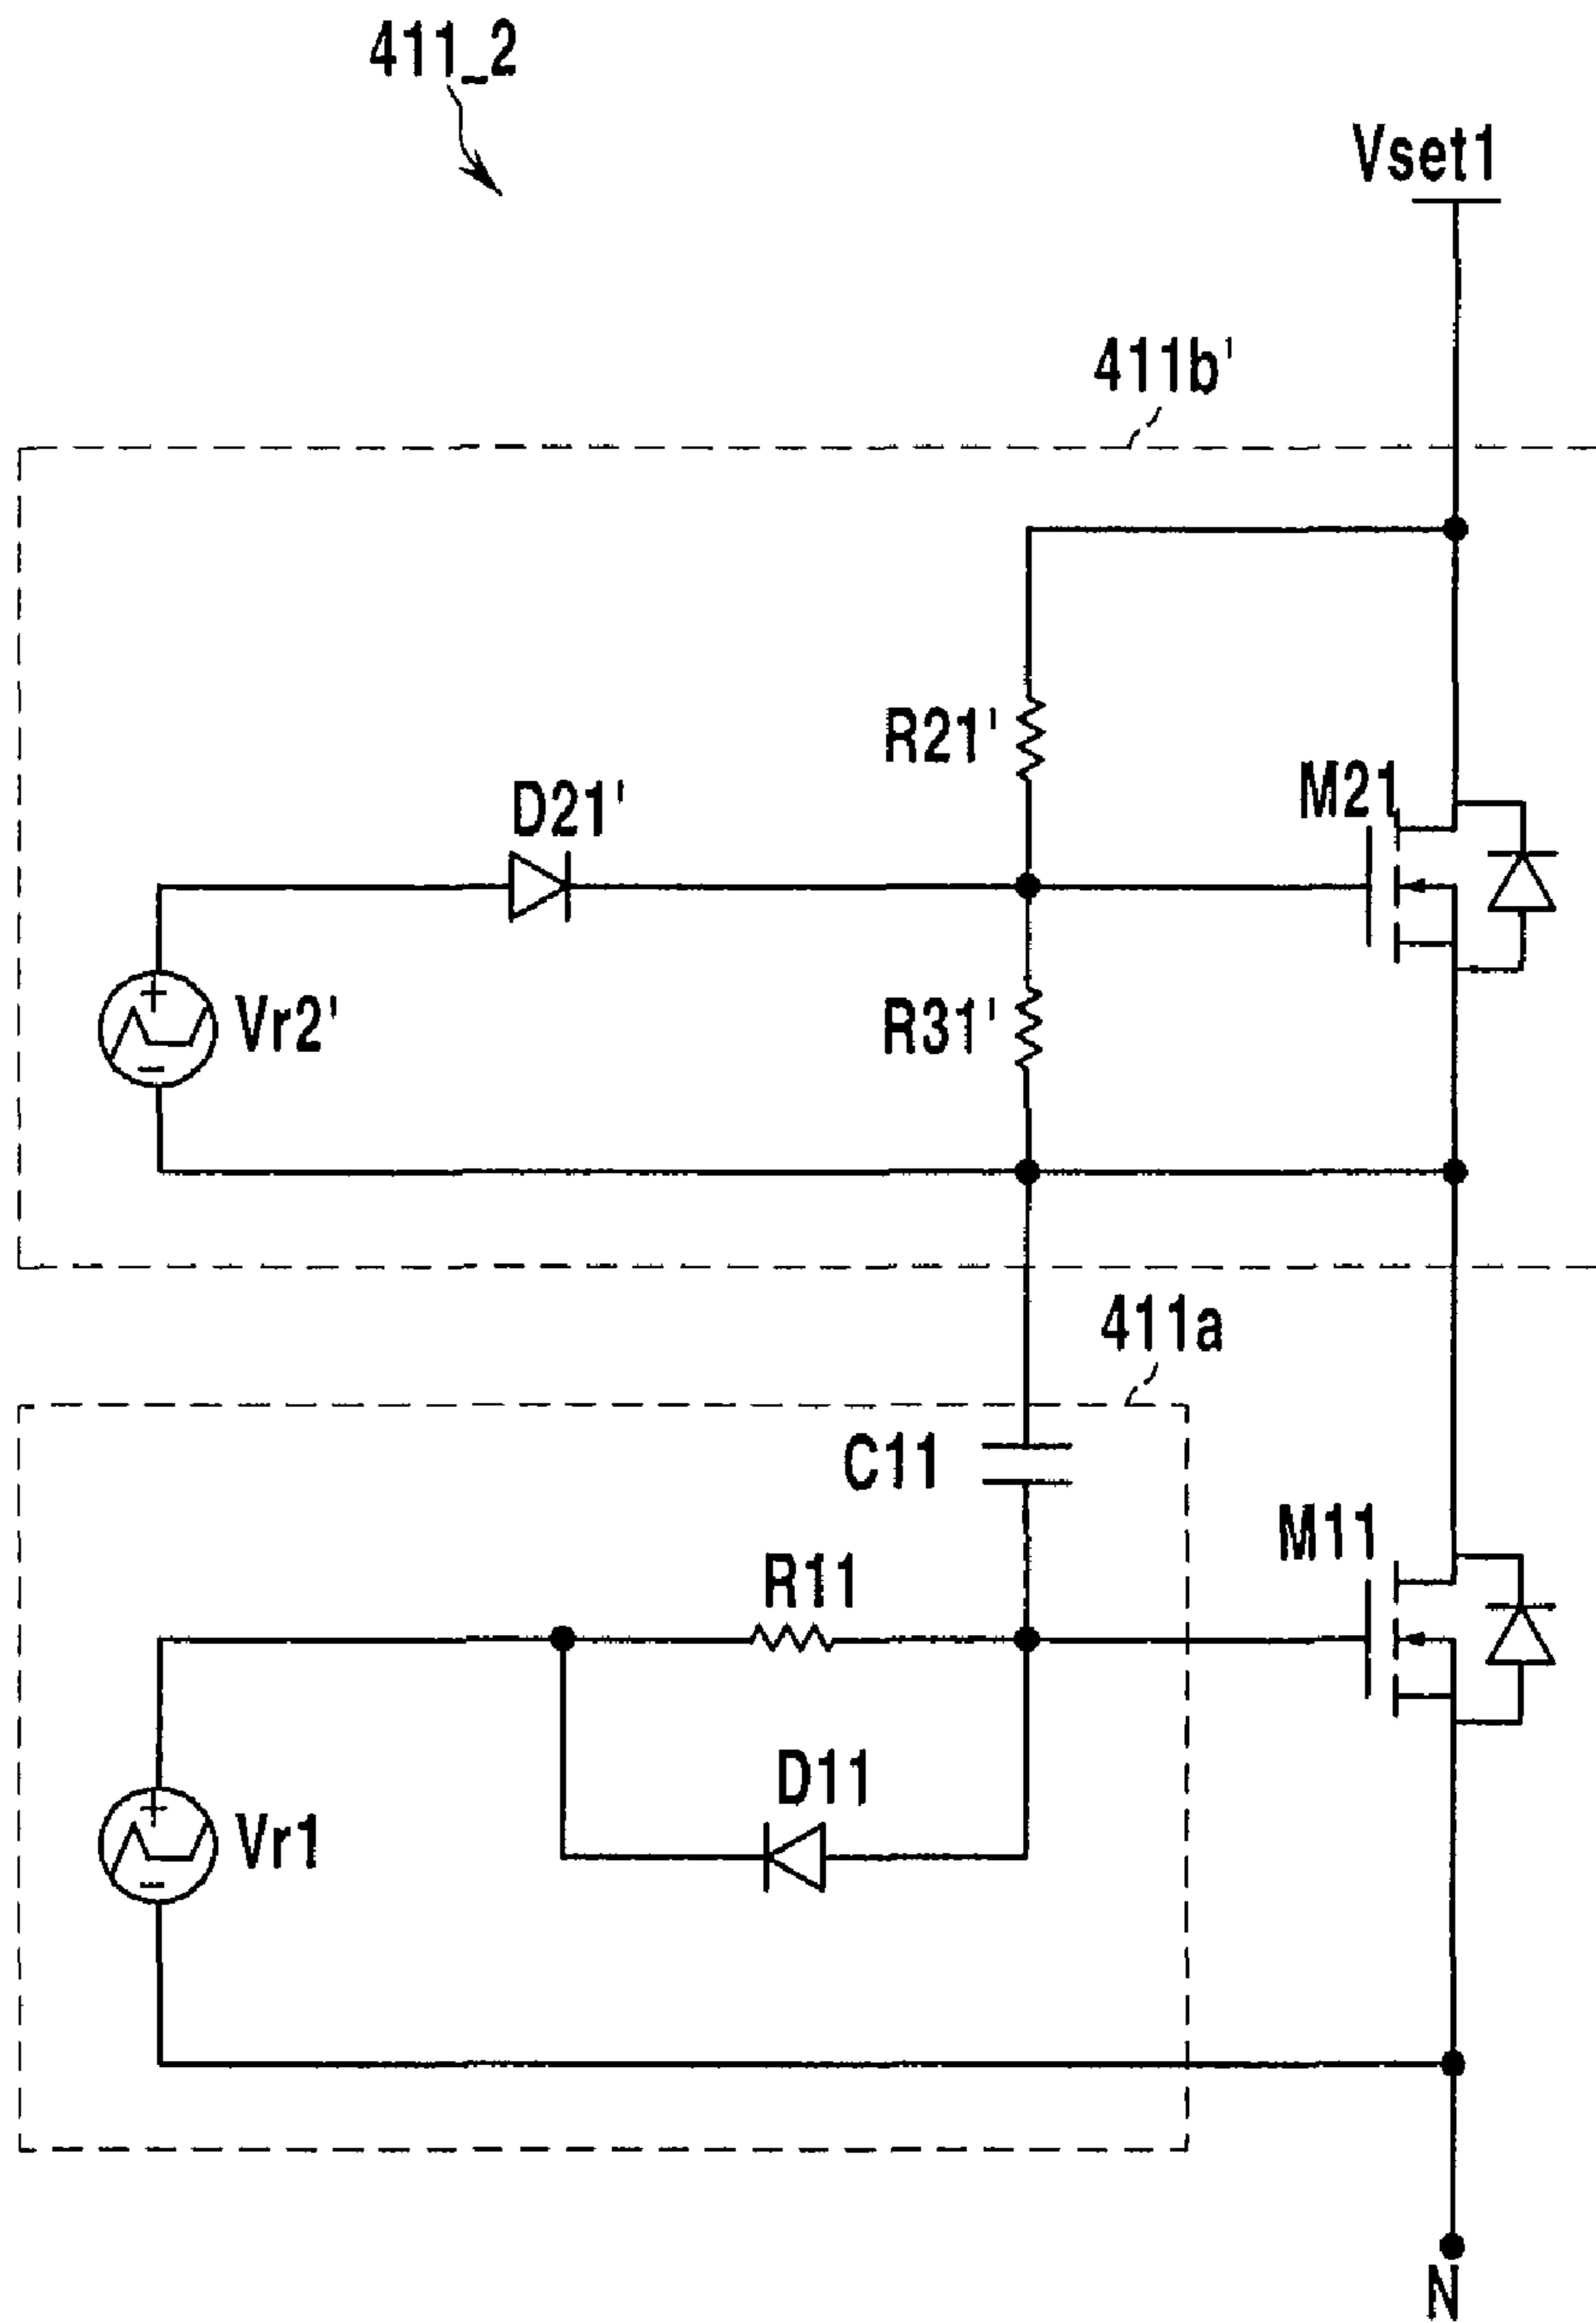 411_2
Vset1
411b'
R21'
D21'
M21
Vr2'
R31'
411a
C11
M11
R11
D11
Vr1
N